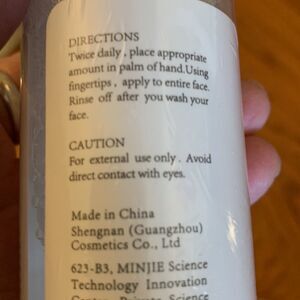 DIRECTIONS
Twice daily , place appropriate
amount in palm of hand.Using
fingertips , apply to entire face.
Rinse off after you wash your
face.
CAUTION
For external use only . Avoid
direct contact with eyes.
Made in China
Shengnan (Guangzhou)
Cosmetics Co., Ltd
623-B3, MINJIE Science
Technology Innovation
Private Science